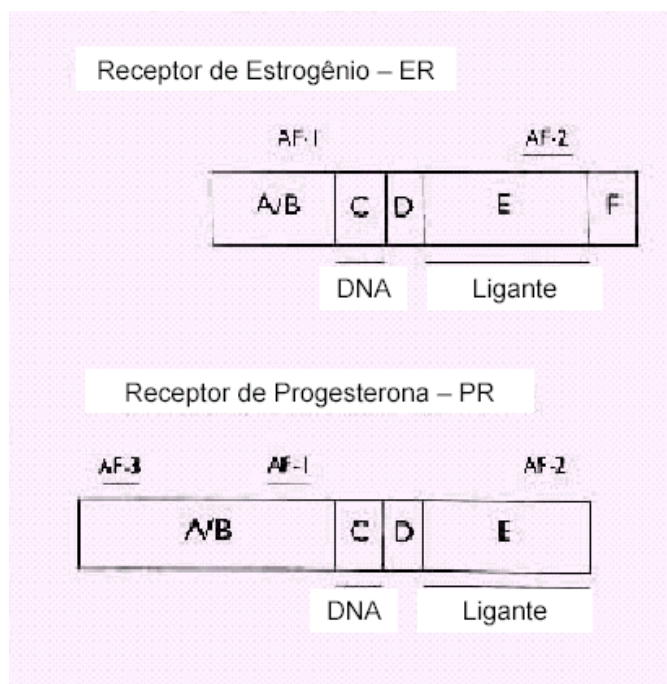 Receptor de Estrogênio – ER
AF-1 AF-2
A/B C D E F
DNA Ligante
Receptor de Progesterona – PR
AF-3 AF-1 AF-2
A/B C D E
DNA Ligante